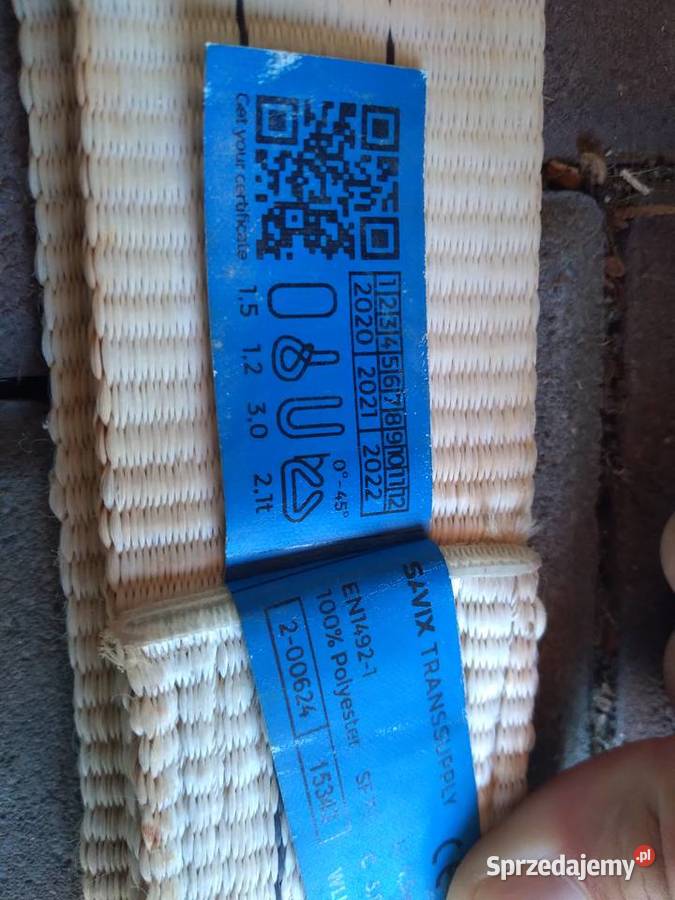 Get your certificate
1 2 3 4 5 6 7 8 9 10 11 12
2020 2021 2022
0°-45°
1,5 1,2 3,0 2,1t
SAVIX TRANSSUPPLY
EN1492-1
100% Polyester
2-00624
CE
Sprzedajemy.pl